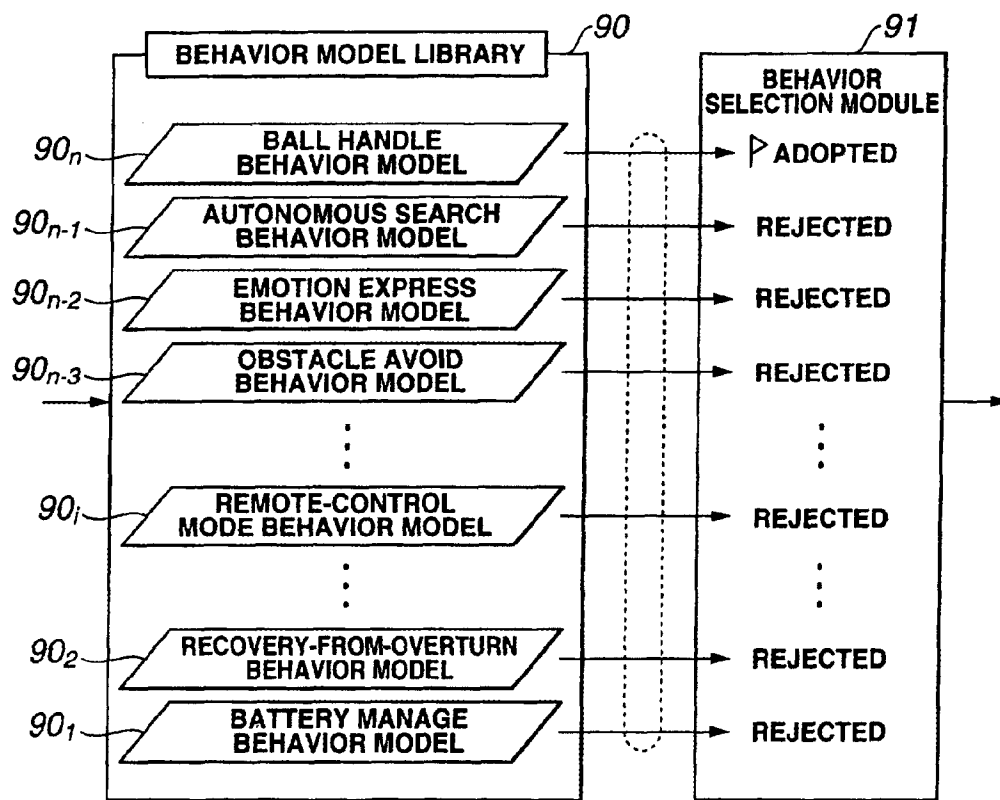 BEHAVIOR MODEL LIBRARY
90
91
BEHAVIOR
SELECTION MODULE
90n
BALL HANDLE
BEHAVIOR MODEL
ADOPTED
90n-1
AUTONOMOUS SEARCH
BEHAVIOR MODEL
REJECTED
90n-2
EMOTION EXPRESS
BEHAVIOR MODEL
REJECTED
90n-3
OBSTACLE AVOID
BEHAVIOR MODEL
REJECTED
90i
REMOTE-CONTROL
MODE BEHAVIOR MODEL
REJECTED
902
RECOVERY-FROM-OVERTURN
BEHAVIOR MODEL
REJECTED
901
BATTERY MANAGE
BEHAVIOR MODEL
REJECTED